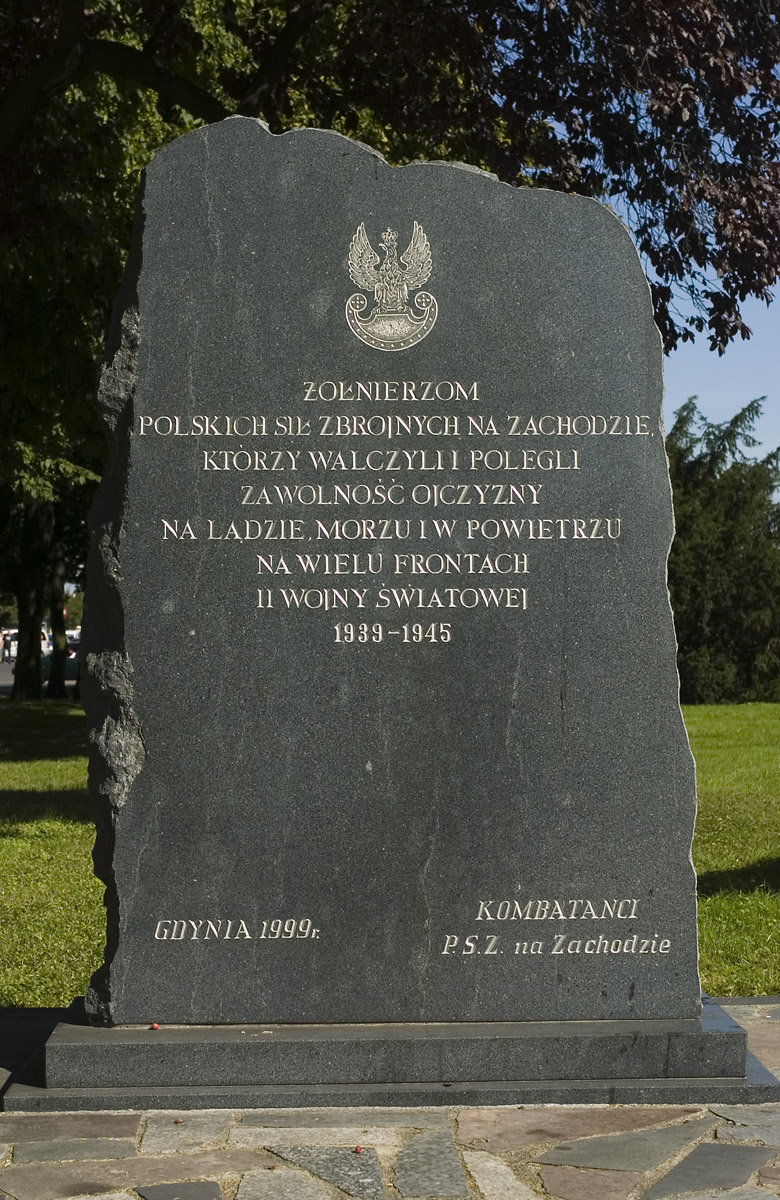 ŻOŁNIERZOM
POLSKICH SIŁ ZBROJNYCH NA ZACHODZIE,
KTÓRZY WALCZYLI I POLEGLI
ZA WOLNOŚĆ OJCZYZNY
NA LĄDZIE, MORZU I W POWIETRZU
NA WIELU FRONTACH
II WOJNY ŚWIATOWEJ
1939-1945
GDYNIA 1999r.
KOMBATANCI
P.S.Z. na Zachodzie